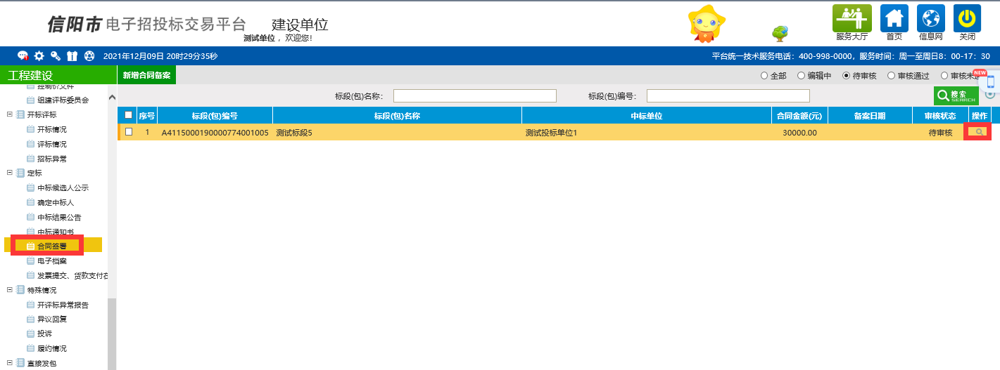 信阳市 电子招投标交易平台 建设单位
测试单位 ，欢迎您!
服务大厅 首页 信息网 关闭
2021年12月09日 20时29分35秒 平台统一技术服务电话：400-998-0000，服务时间：周一至周日8：00-17：30
工程建设 新增合同备案 全部 编辑中 待审核 审核通过 审核未
NEW
控制价文件
组建评标委员会
开标评标
开标情况
评标情况
招标异常
定标
中标候选人公示
确定中标人
中标结果公告
中标通知书
合同签署
电子档案
发票提交、货款支付在
特殊情况
开评标异常报告
异议回复
投诉
履约情况
直接发包
标段(包)名称： 标段(包)编号： 搜索
SEARCH
序号 标段(包)编号 标段(包)名称 中标单位 合同金额(元) 备案日期 审核状态 操作
1 A4115000190000774001005 测试标段5 测试投标单位1 30000.00 待审核